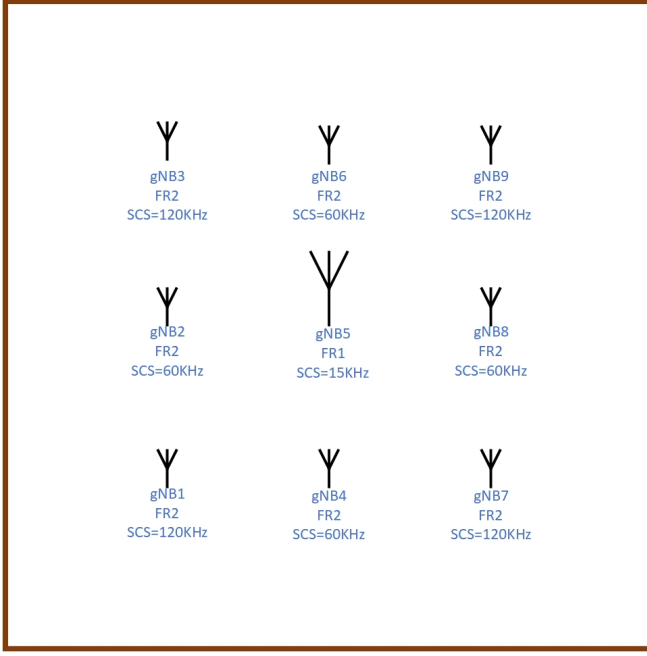 gNB3
FR2
SCS=120KHz
gNB6
FR2
SCS=60KHz
gNB9
FR2
SCS=120KHz
gNB2
FR2
SCS=60KHz
gNB5
FR1
SCS=15KHz
gNB8
FR2
SCS=60KHz
gNB1
FR2
SCS=120KHz
gNB4
FR2
SCS=60KHz
gNB7
FR2
SCS=120KHz